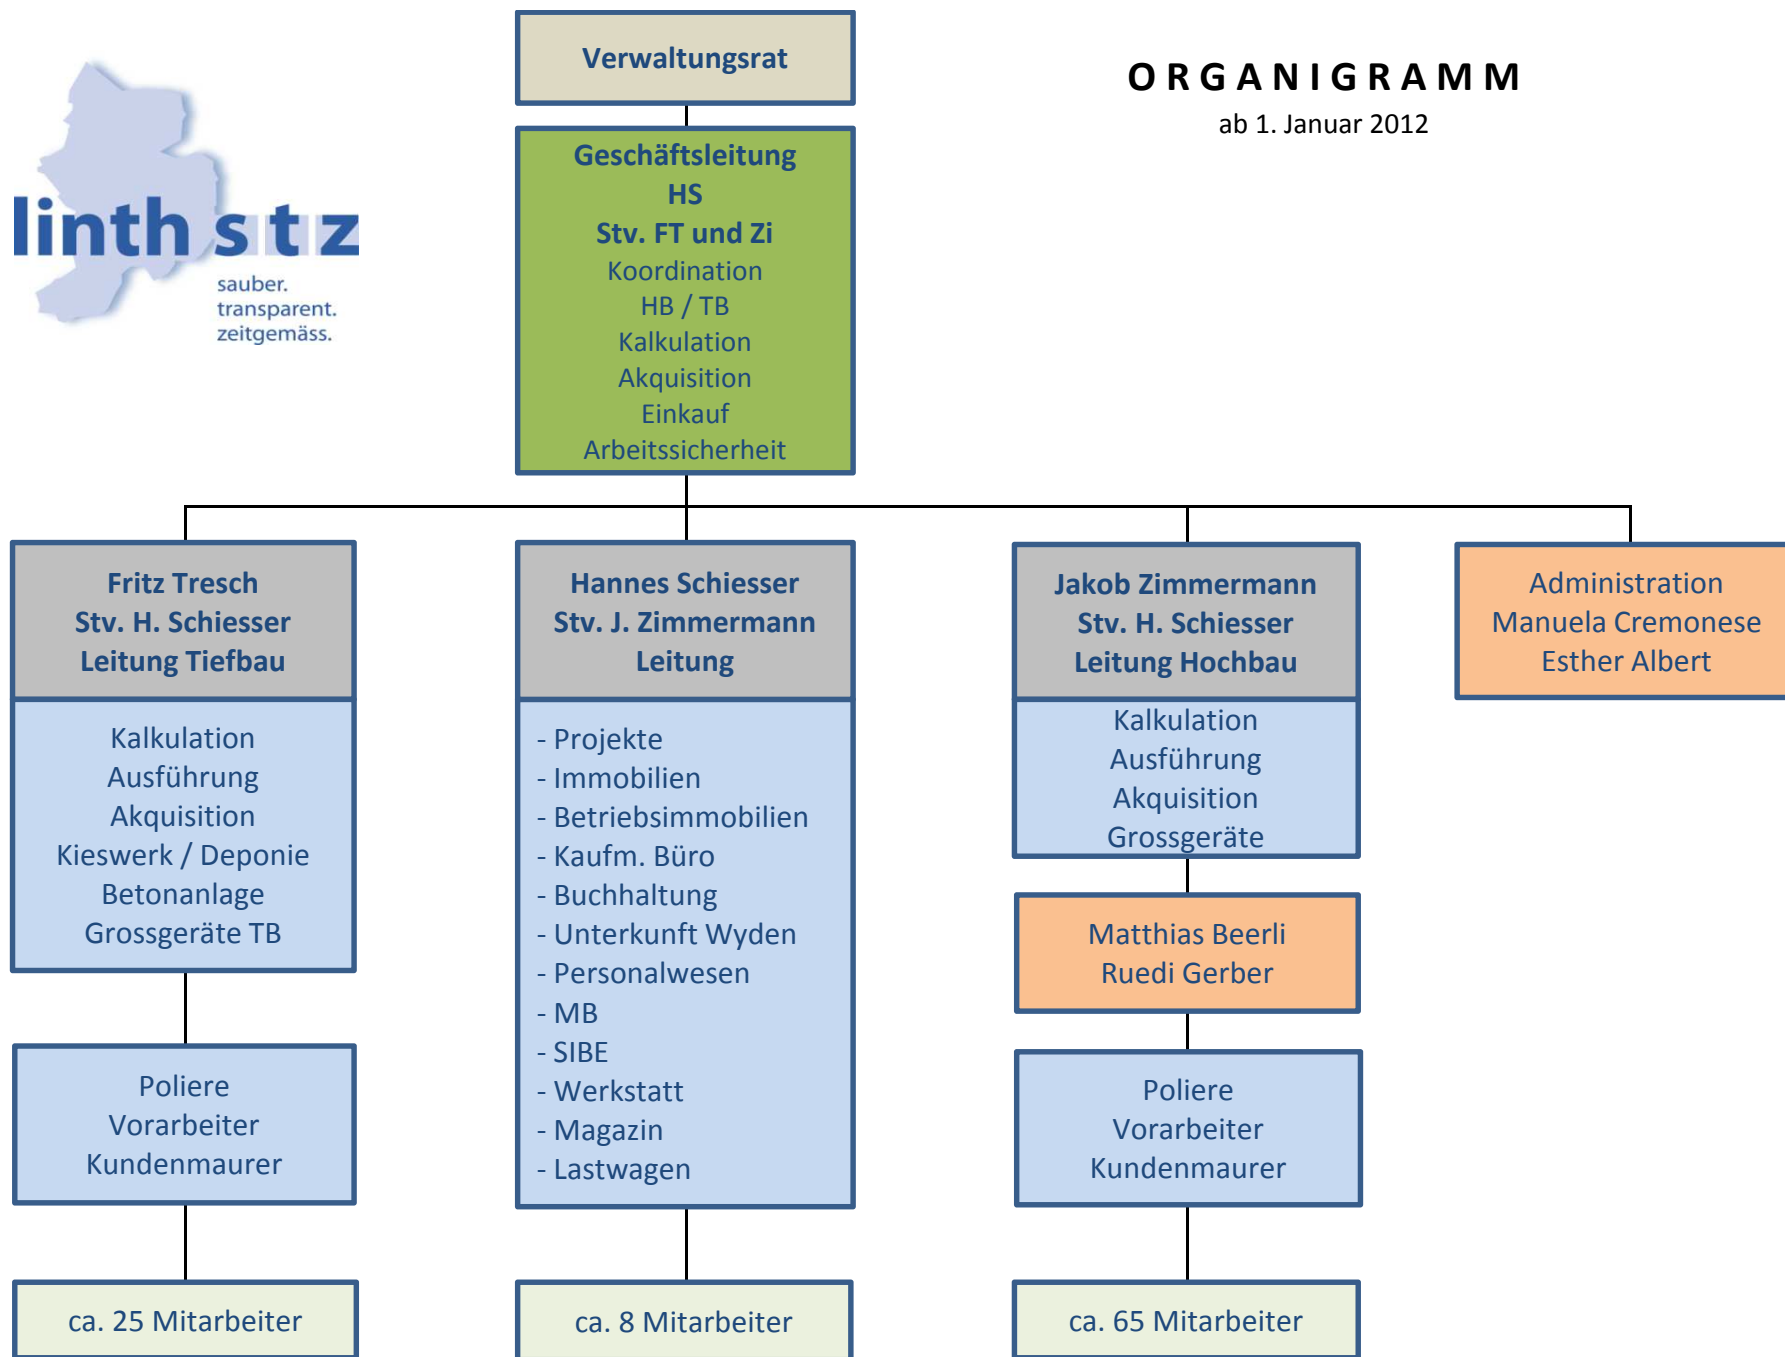 Verwaltungsrat
ORGANIGRAMM
ab 1. Januar 2012
linth stz
sauber.
transparent.
zeitgemäss.
Geschäftsleitung
HS
Stv. FT und Zi
Koordination
HB / TB
Kalkulation
Akquisition
Einkauf
Arbeitssicherheit
Fritz Tresch
Stv. H. Schiesser
Leitung Tiefbau
Kalkulation
Ausführung
Akquisition
Kieswerk / Deponie
Betonanlage
Grossgeräte TB
Poliere
Vorarbeiter
Kundenmaurer
ca. 25 Mitarbeiter
Hannes Schiesser
Stv. J. Zimmermann
Leitung
- Projekte
- Immobilien
- Betriebsimmobilien
- Kaufm. Büro
- Buchhaltung
- Unterkunft Wyden
- Personalwesen
- MB
- SIBE
- Werkstatt
- Magazin
- Lastwagen
ca. 8 Mitarbeiter
Jakob Zimmermann
Stv. H. Schiesser
Leitung Hochbau
Kalkulation
Ausführung
Akquisition
Grossgeräte
Matthias Beerli
Ruedi Gerber
Poliere
Vorarbeiter
Kundenmaurer
ca. 65 Mitarbeiter
Administration
Manuela Cremonese
Esther Albert